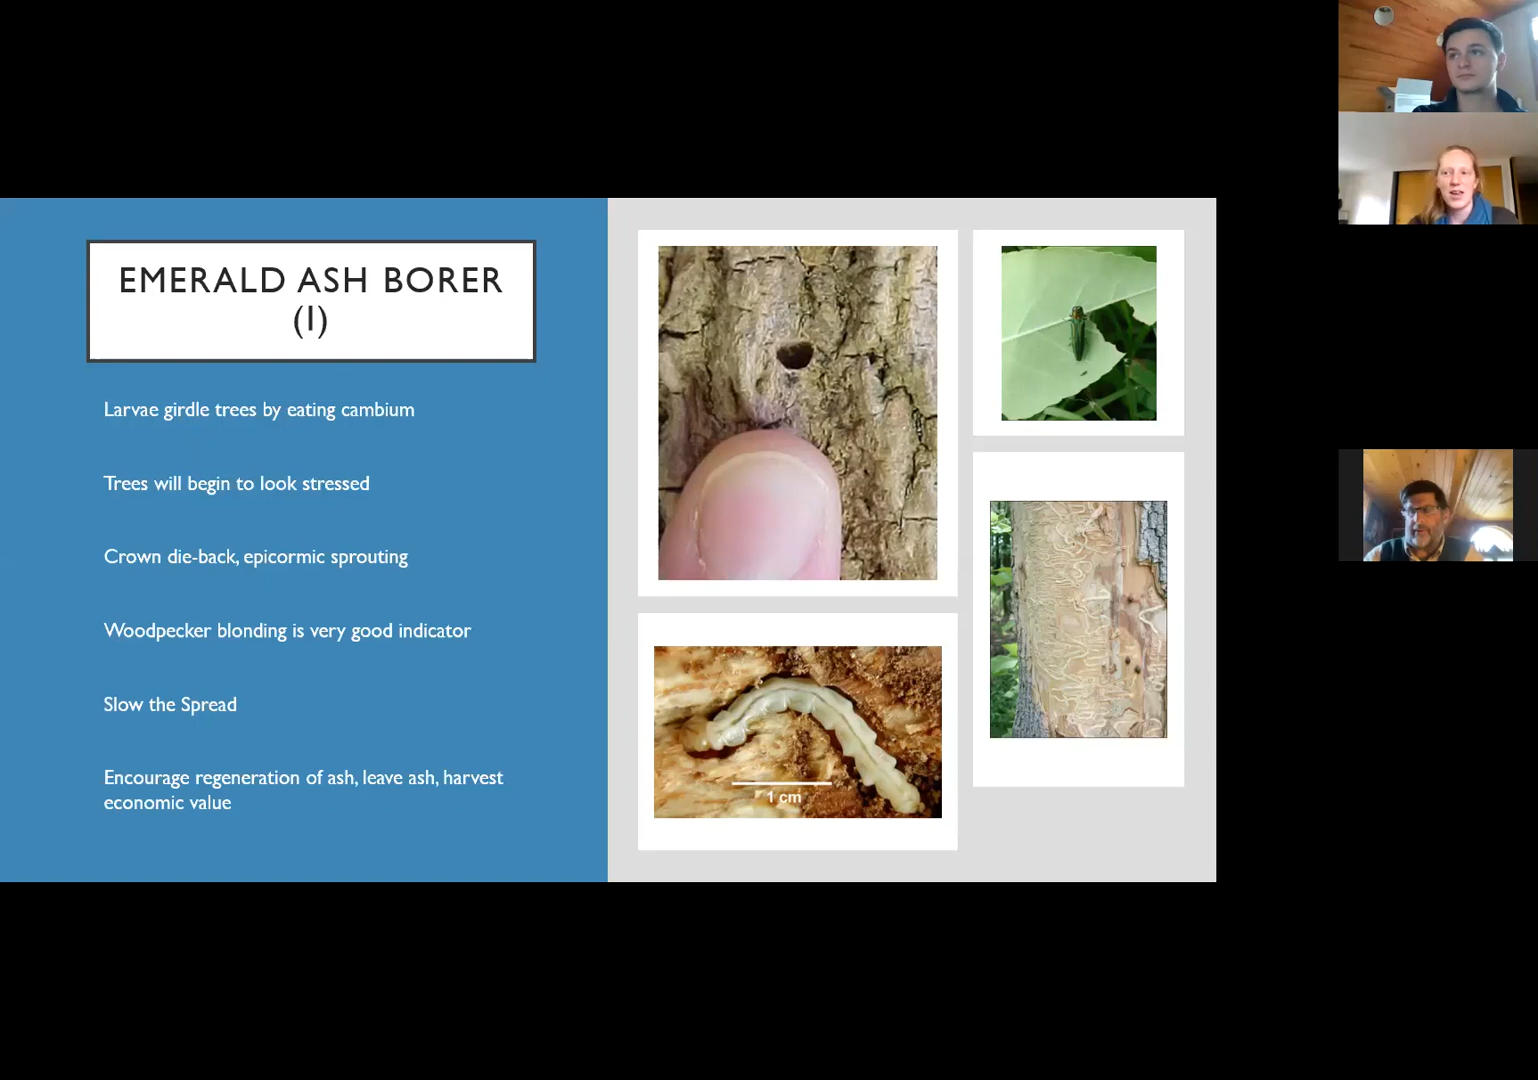 EMERALD ASH BORER
(I)
Larvae girdle trees by eating cambium
Trees will begin to look stressed
Crown die-back, epicormic sprouting
Woodpecker blonding is very good indicator
Slow the Spread
Encourage regeneration of ash, leave ash, harvest
economic value
1 cm